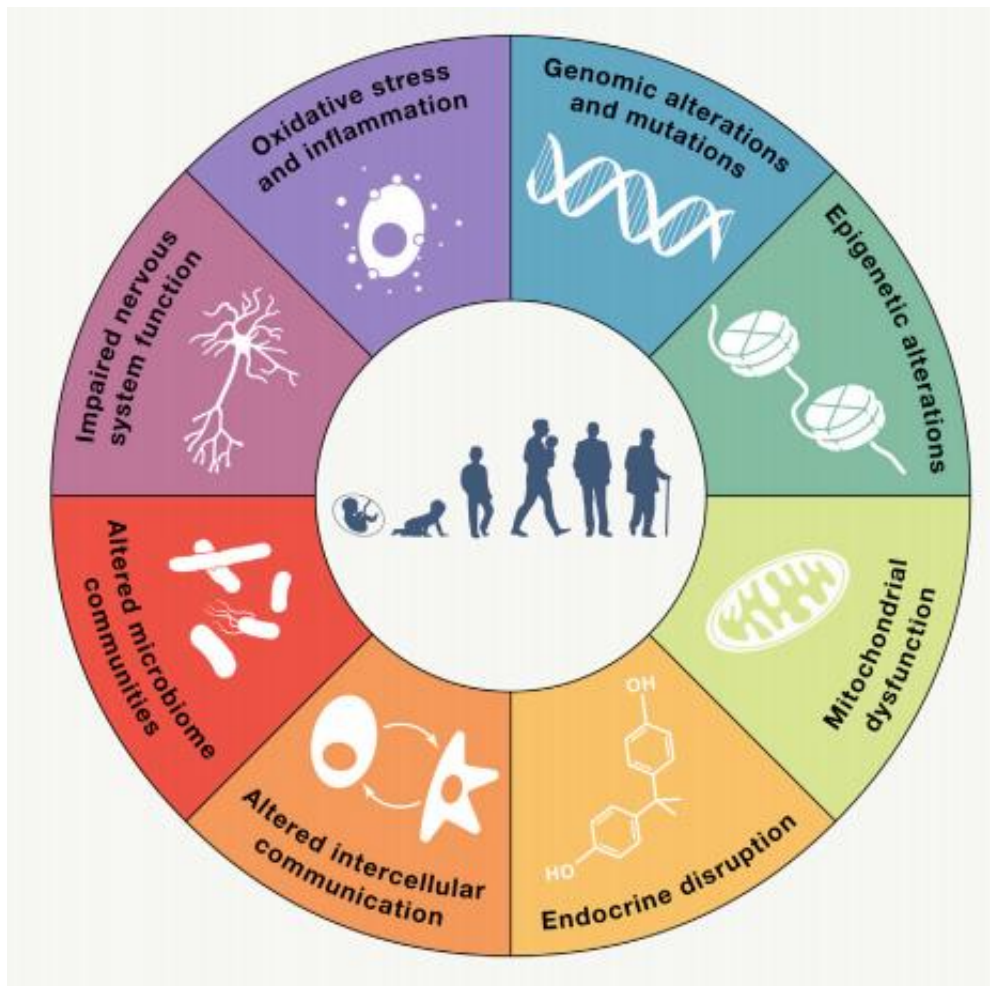 Oxidative stress
and inflammation
Genomic alterations
and mutations
Epigenetic alterations
Mitochondrial
dysfunction
OH
HO
Endocrine disruption
Altered intercellular
communication
Altered microbiome
communities
Impaired nervous
system function